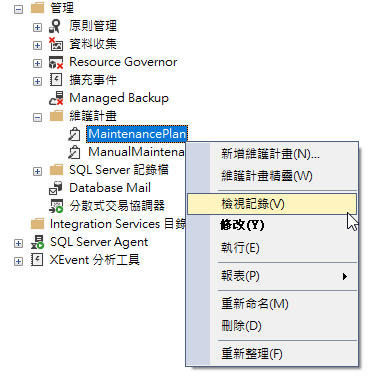 管理
原則管理
資料收集
Resource Governor
擴充事件
Managed Backup
維護計畫
MaintenancePlan
ManualMaintena
SQL Server 記錄檔
Database Mail
分散式交易協調器
Integration Services 目錄
SQL Server Agent
XEvent 分析工具
新增維護計畫(N)...
維護計畫精靈(W)
檢視記錄(V)
修改(Y)
執行(E)
報表(P)
重新命名(M)
刪除(D)
重新整理(F)